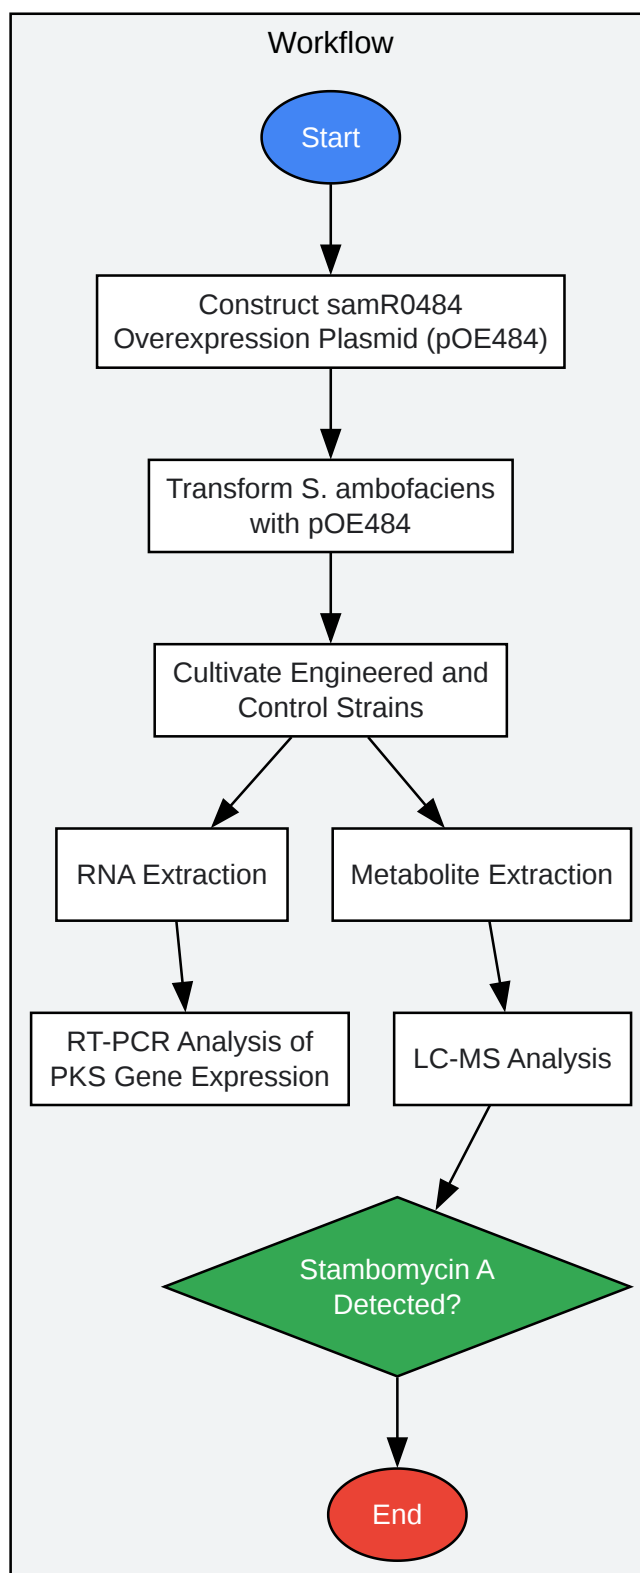 Workflow
Start
Construct samR0484
Overexpression Plasmid (pOE484)
Transform S. ambofaciens
with pOE484
Cultivate Engineered and
Control Strains
RNA Extraction
Metabolite Extraction
RT-PCR Analysis of
PKS Gene Expression
LC-MS Analysis
Stambomycin A
Detected?
End